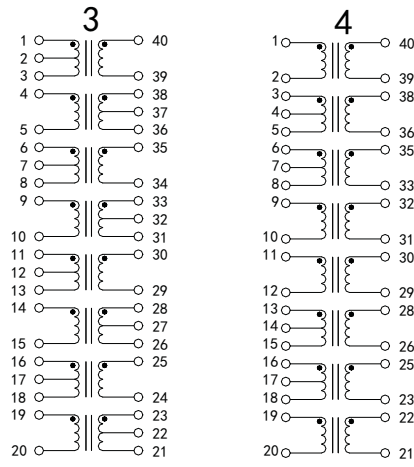 3 4
1 40 1 40
2
3 39 2 39
4 38 3 38
37 4
5 36 5 36
6 35 6 35
7 7
8 34 8 33
9 33 9 32
32
10 31 10 31
11 30 11 30
12
13 29 12 29
14 28 13 28
27 14
15 26 15 26
16 25 16 25
17 17
18 24 18 23
19 23 19 22
22
20 21 20 21